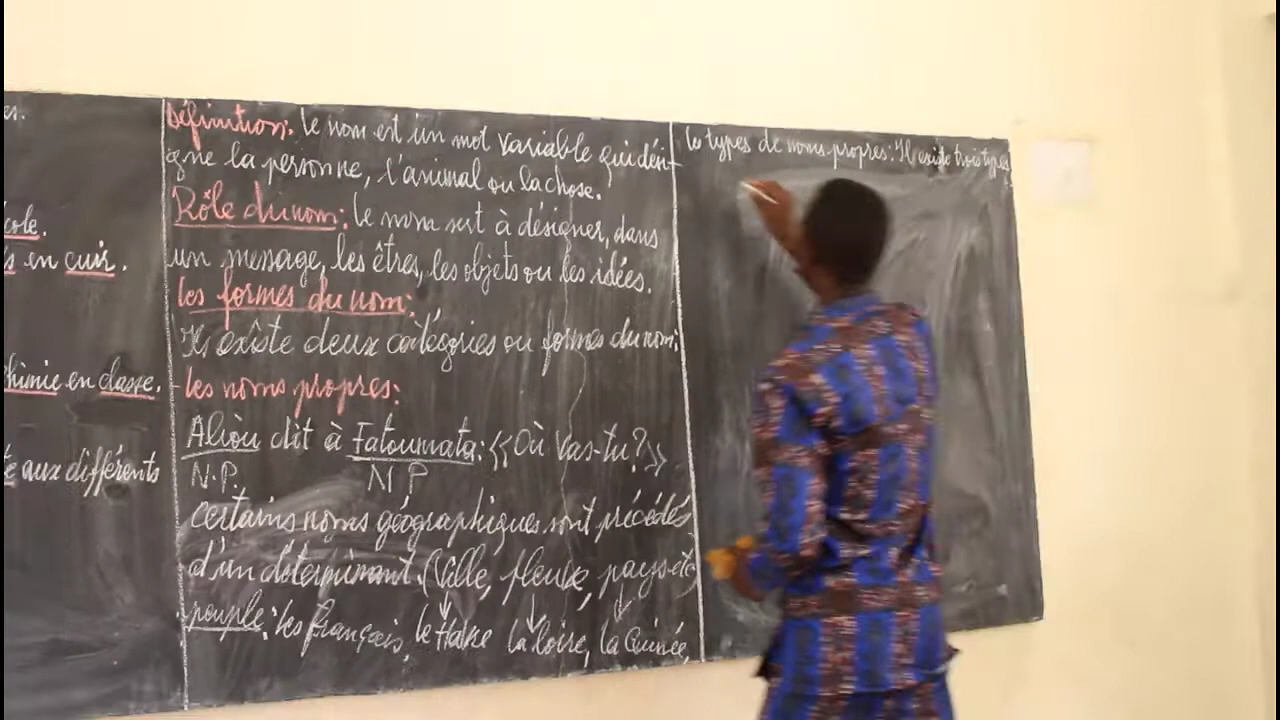 es.
cole.
s en cuir.
himie en classe.
e aux différents
Définition: le nom est un mot variable qui dési-
gne la personne, l'animal ou la chose.
Rôle du nom: le nom sert à désigner, dans
un message, les êtres, les objets ou les idées.
les formes du nom:
Il existe deux catégories ou formes du nom:
- les noms propres:
Aliou dit à Fatoumata: «Où vas-tu?»
N.P. N P
certains noms géographiques sont précédés
d'un déterminant. (Ville, fleuve, pays etc)
peuple: les français, le Havre la loire, la Guinée,
les types de noms propres: Il existe trois types